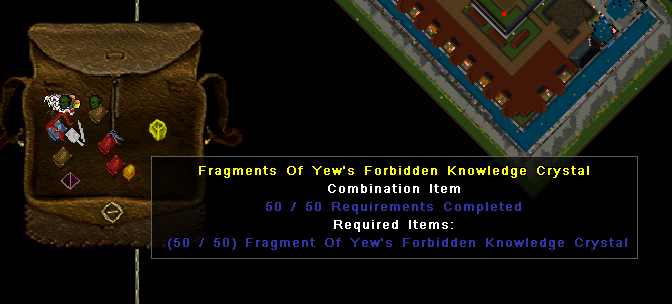 Fragments Of Yew's Forbidden Knowledge Crystal
Combination Item
50 / 50 Requirements Completed
Required Items:
(50 / 50) Fragment Of Yew's Forbidden Knowledge Crystal